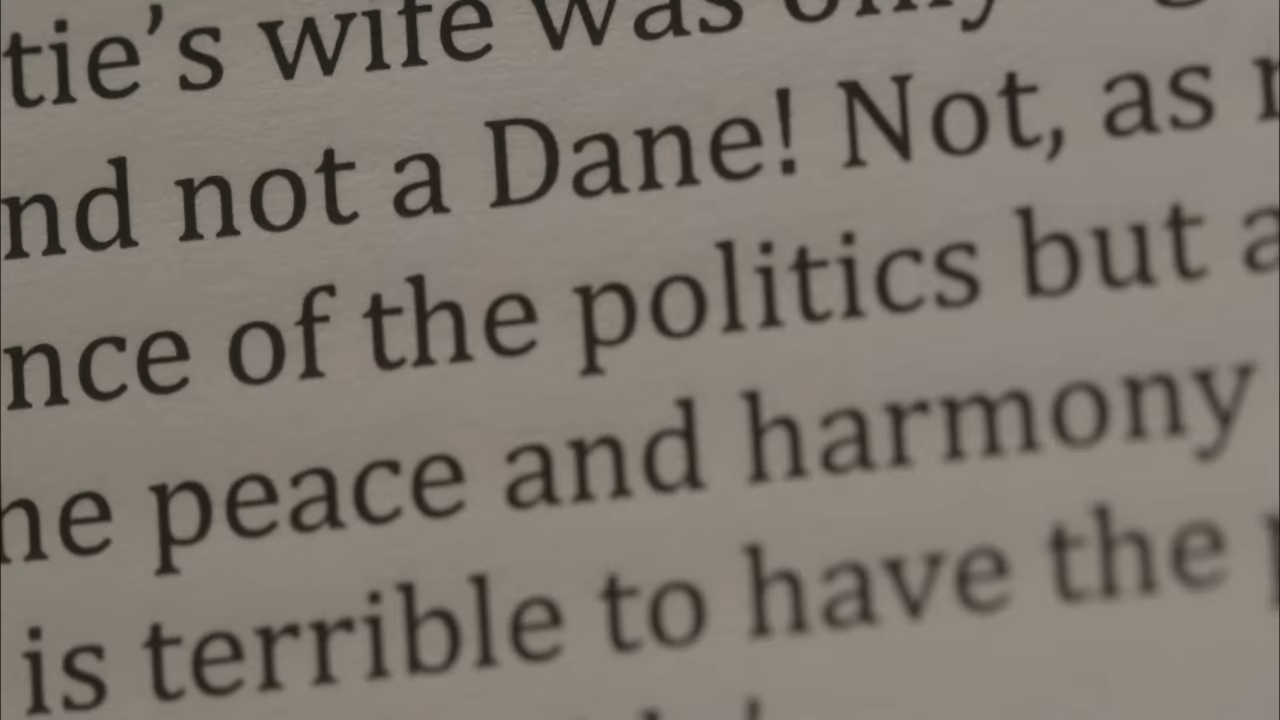 tie's wife was only
nd not a Dane! Not, as
nce of the politics but a
he peace and harmony
is terrible to have the